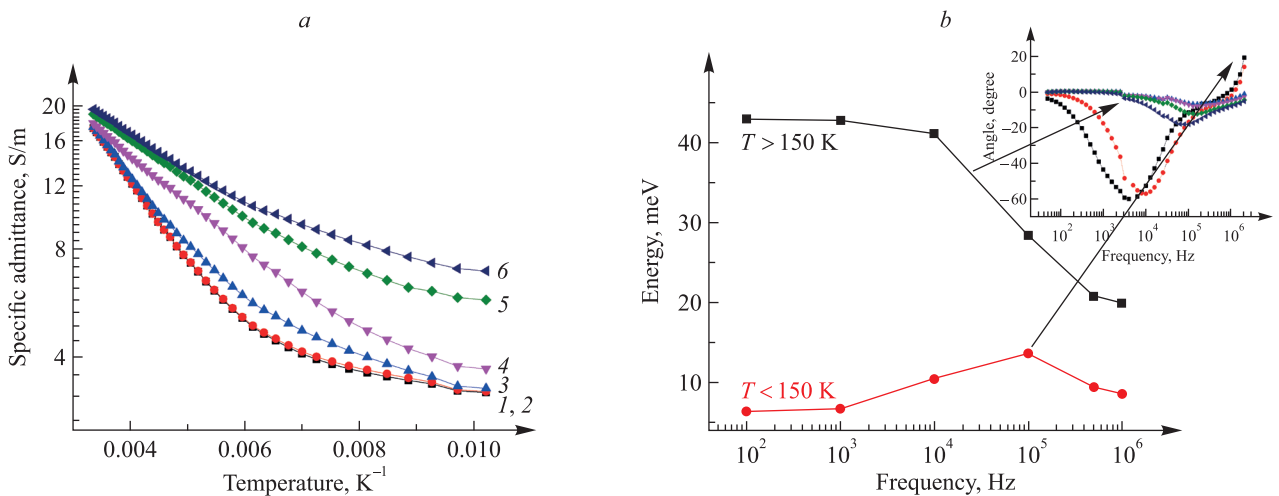 a
Specific admittance, S/m
20
16
12
8
4
6
5
4
3
1, 2
0.004 0.006 0.008 0.010
Temperature, K⁻¹
b
Energy, meV
40
30
20
10
T > 150 K
T < 150 K
10² 10³ 10⁴ 10⁵ 10⁶
Frequency, Hz
Angle, degree
20
0
−20
−40
−60
10² 10³ 10⁴ 10⁵ 10⁶
Frequency, Hz